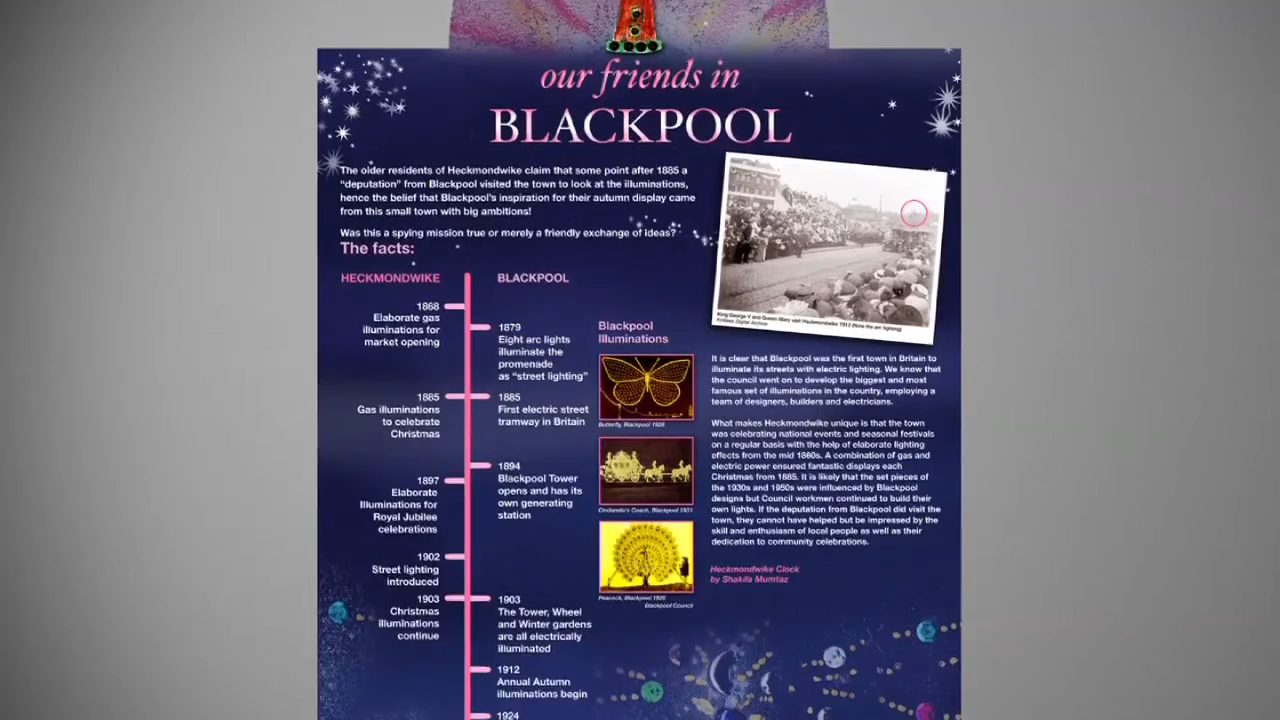 our friends in
BLACKPOOL
The older residents of Heckmondwike claim that some point after 1885 a
"deputation" from Blackpool visited the town to look at the illuminations,
hence the belief that Blackpool's inspiration for their autumn display came
from this small town with big ambitions!
Was this a spying mission true or merely a friendly exchange of ideas?
The facts:
HECKMONDWIKE
1868
Elaborate gas
illuminations for
market opening
1885
Gas illuminations
to celebrate
Christmas
1897
Elaborate
Illuminations for
Royal Jubilee
celebrations
1902
Street lighting
introduced
1903
Christmas
illuminations
continue
BLACKPOOL
1879
Eight arc lights
illuminate the
promenade
as "street lighting"
1885
First electric street
tramway in Britain
1894
Blackpool Tower
opens and has its
own generating
station
1903
The Tower, Wheel
and Winter gardens
are all electrically
illuminated
1912
Annual Autumn
illuminations begin
1924
Blackpool
Illuminations
Butterfly, Blackpool 1928
Cinderella's Coach, Blackpool 1931
Peacock, Blackpool 1926
Blackpool Council
King George V and Queen Mary visit Heckmondwike 1912 (Note the arc lighting)
Kirklees Digital Archive
It is clear that Blackpool was the first town in Britain to
illuminate its streets with electric lighting. We know that
the council went on to develop the biggest and most
famous set of illuminations in the country, employing a
team of designers, builders and electricians.
What makes Heckmondwike unique is that the town
was celebrating national events and seasonal festivals
on a regular basis with the help of elaborate lighting
effects from the mid 1860s. A combination of gas and
electric power ensured fantastic displays each
Christmas from 1885. It is likely that the set pieces of
the 1930s and 1950s were influenced by Blackpool
designs but Council workmen continued to build their
own lights. If the deputation from Blackpool did visit the
town, they cannot have helped but be impressed by the
skill and enthusiasm of local people as well as their
dedication to community celebrations.
Heckmondwike Clock
by Shakila Mumtaz